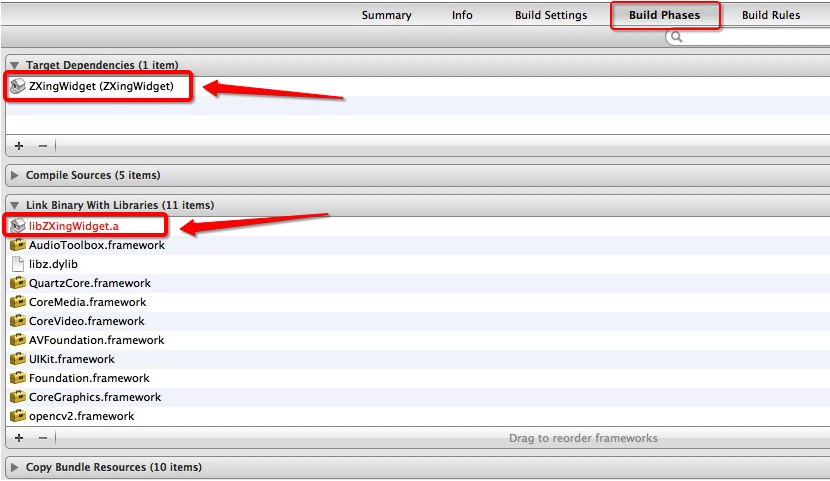 Summary Info Build Settings Build Phases Build Rules
Target Dependencies (1 item)
ZXingWidget (ZXingWidget)
+ −
Compile Sources (5 items)
Link Binary With Libraries (11 items)
libZXingWidget.a
AudioToolbox.framework
libz.dylib
QuartzCore.framework
CoreMedia.framework
CoreVideo.framework
AVFoundation.framework
UIKit.framework
Foundation.framework
CoreGraphics.framework
opencv2.framework
+ − Drag to reorder frameworks
Copy Bundle Resources (10 items)